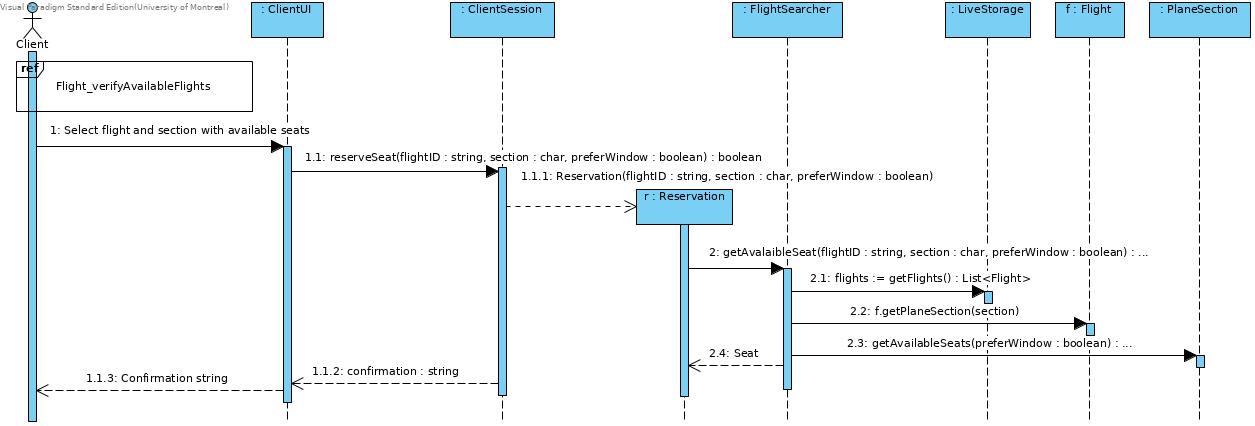 Visual Paradigm Standard Edition(University of Montreal)
: ClientUI
: ClientSession
: FlightSearcher
: LiveStorage
f : Flight
: PlaneSection
Client
ref
Flight_verifyAvailableFlights
1: Select flight and section with available seats
1.1: reserveSeat(flightID : string, section : char, preferWindow : boolean) : boolean
1.1.1: Reservation(flightID : string, section : char, preferWindow : boolean)
r : Reservation
2: getAvalaibleSeat(flightID : string, section : char, preferWindow : boolean) : ...
2.1: flights := getFlights() : List<Flight>
2.2: f.getPlaneSection(section)
2.3: getAvailableSeats(preferWindow : boolean) : ...
2.4: Seat
1.1.2: confirmation : string
1.1.3: Confirmation string